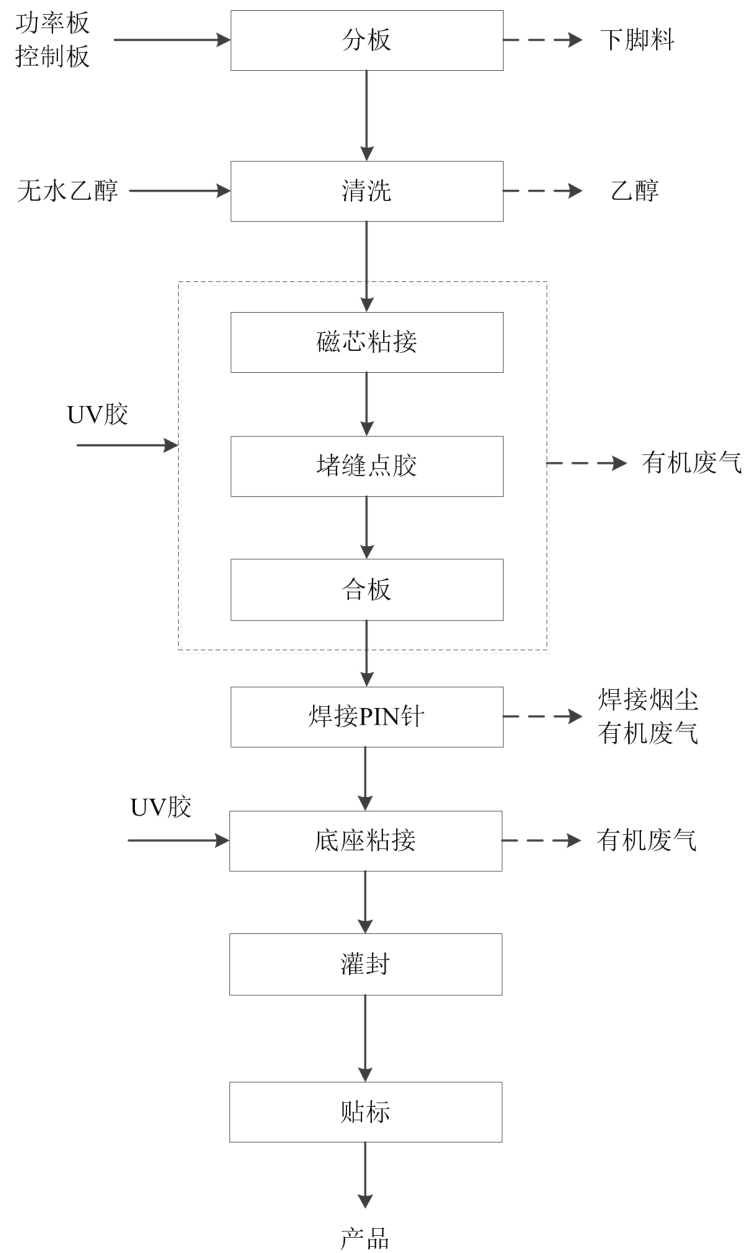 功率板
控制板
分板
下脚料
无水乙醇
清洗
乙醇
磁芯粘接
UV胶
堵缝点胶
有机废气
合板
焊接PIN针
焊接烟尘
有机废气
UV胶
底座粘接
有机废气
灌封
贴标
产品